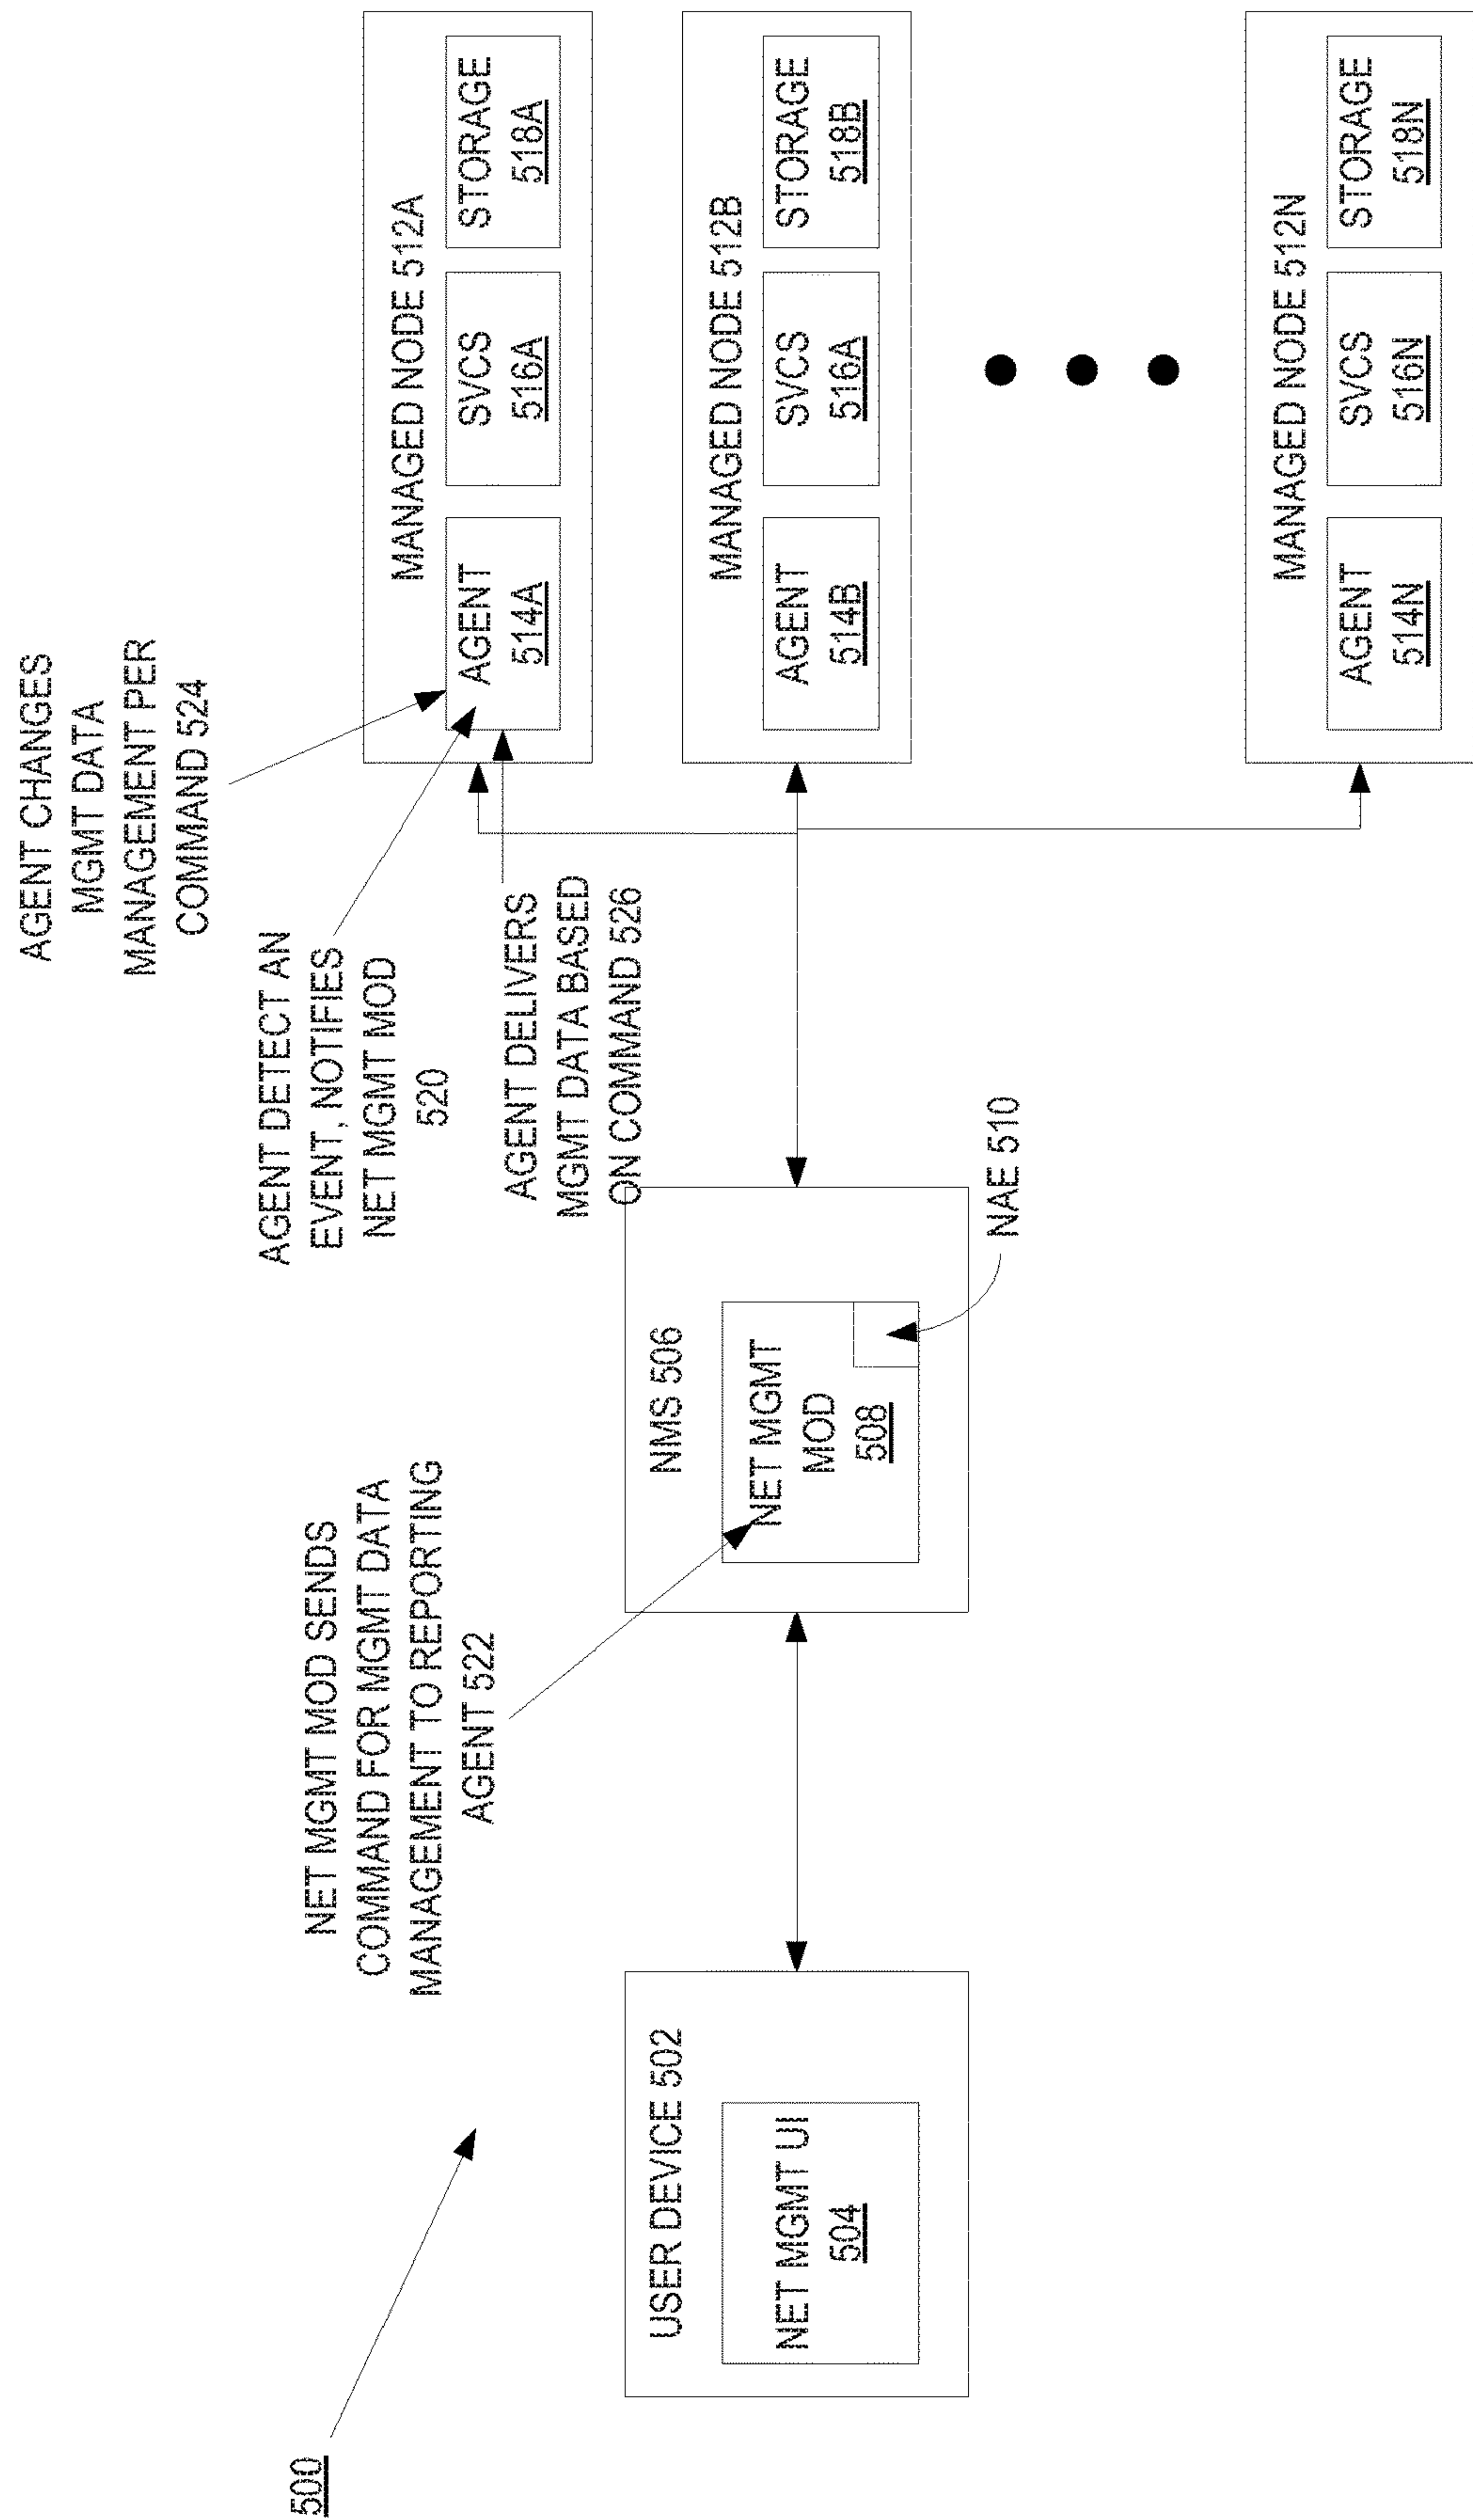 500
USER DEVICE 502
NET MGMT UI
504
NET MGMT MOD SENDS
COMMAND FOR MGMT DATA
MANAGEMENT TO REPORTING
AGENT 522
NMS 506
NET MGMT
MOD
508
NAE 510
AGENT DETECT AN
EVENT, NOTIFIES
NET MGMT MOD
520
AGENT DELIVERS
MGMT DATA BASED
ON COMMAND 526
AGENT CHANGES
MGMT DATA
MANAGEMENT PER
COMMAND 524
MANAGED NODE 512A
AGENT
514A
SVCS
516A
STORAGE
518A
MANAGED NODE 512B
AGENT
514B
SVCS
516A
STORAGE
518B
MANAGED NODE 512N
AGENT
514N
SVCS
516N
STORAGE
518N